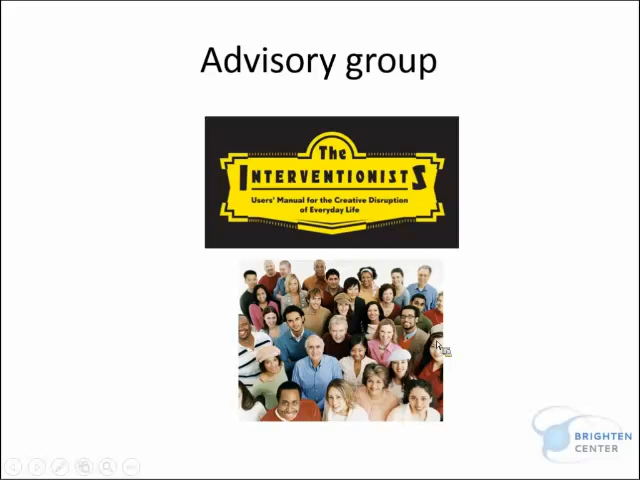 Advisory group
The
INTERVENTIONISTS
Users' Manual for the Creative Disruption
of Everyday Life
BRIGHTEN
CENTER